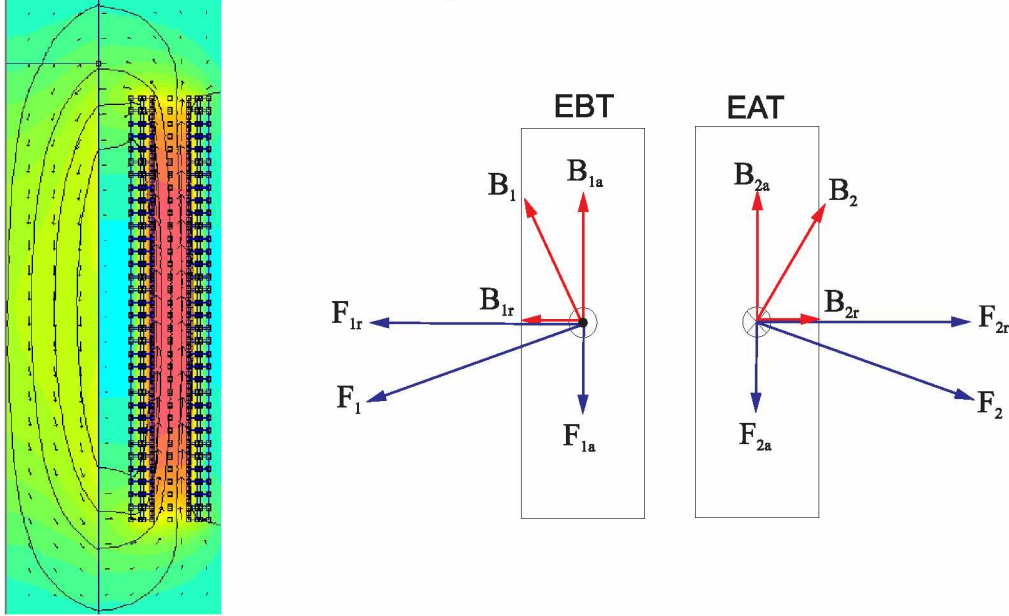 EBT EAT
B1 B1a B2a B2
B1r B2r
F1r F2r
F1 F2
F1a F2a